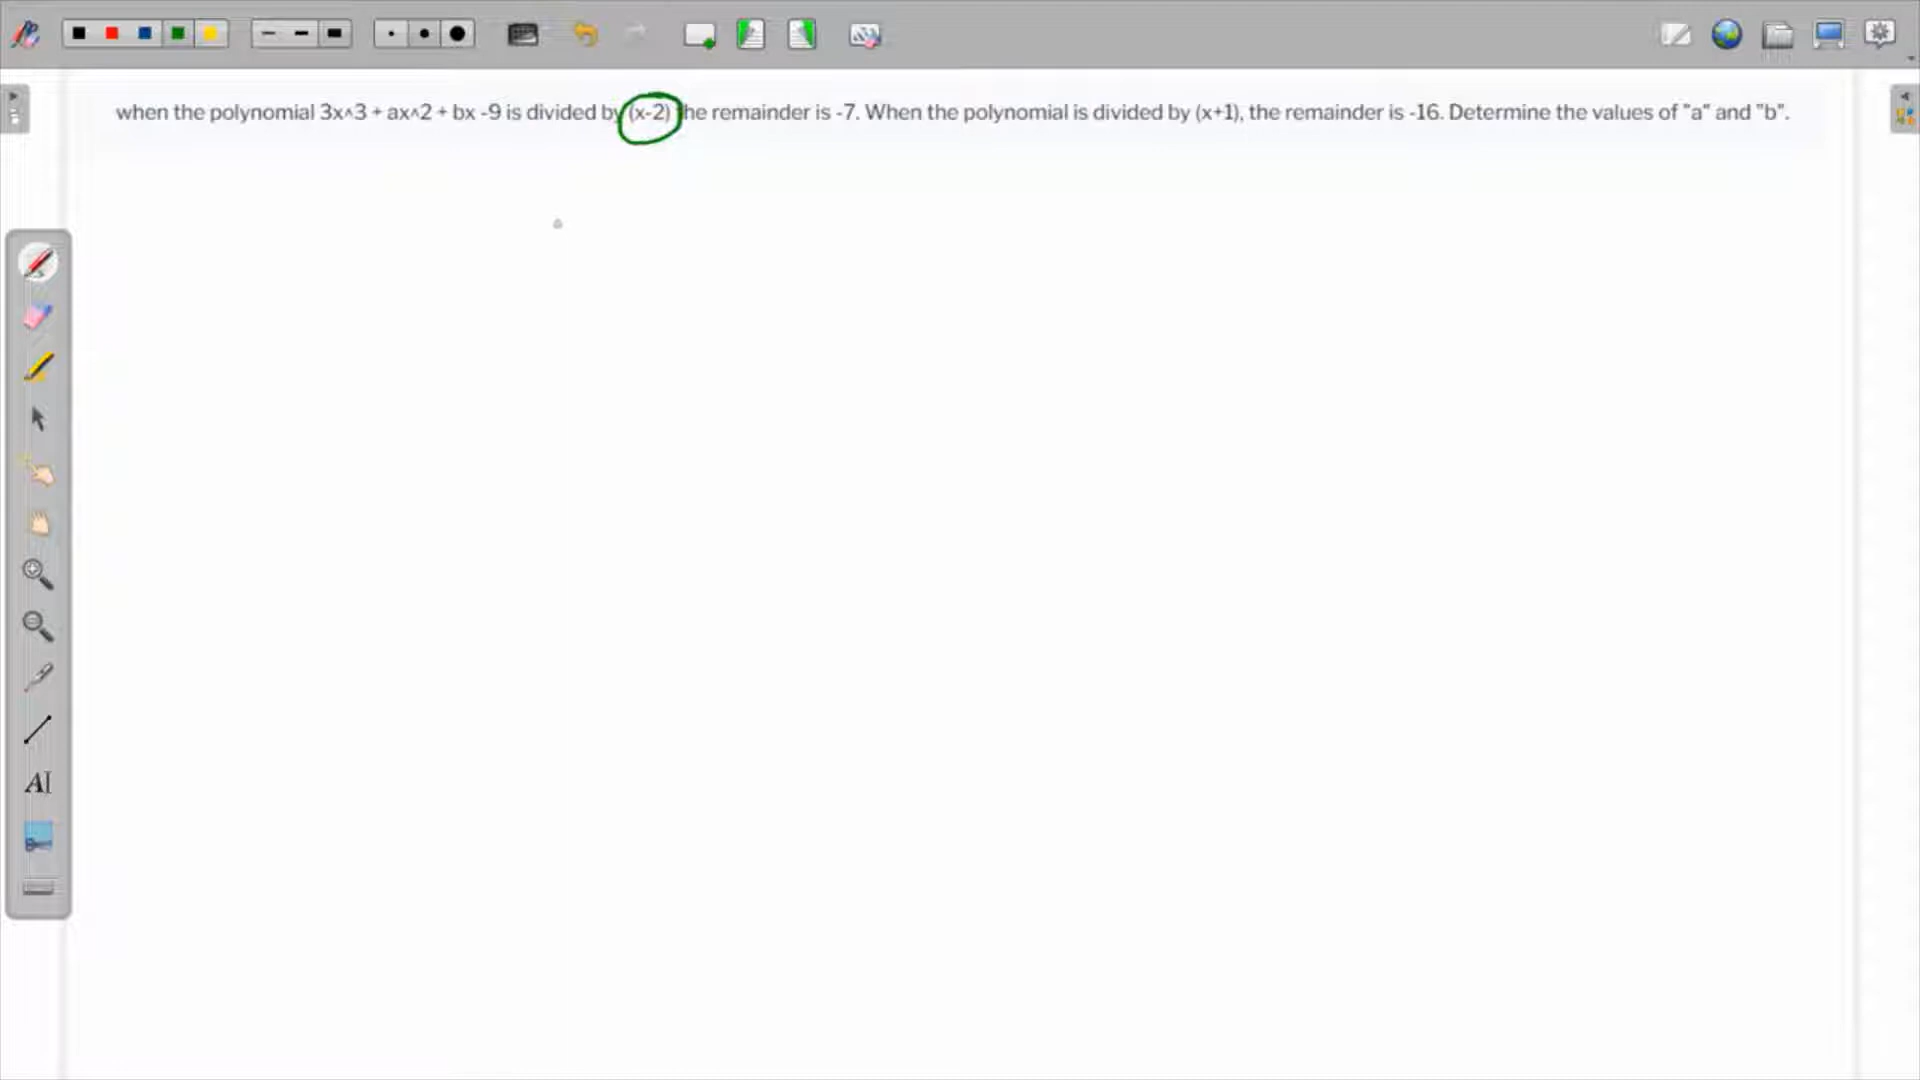 when the polynomial 3x^3 + ax^2 + bx -9 is divided by (x-2) the remainder is -7. When the polynomial is divided by (x+1), the remainder is -16. Determine the values of "a" and "b".
AI